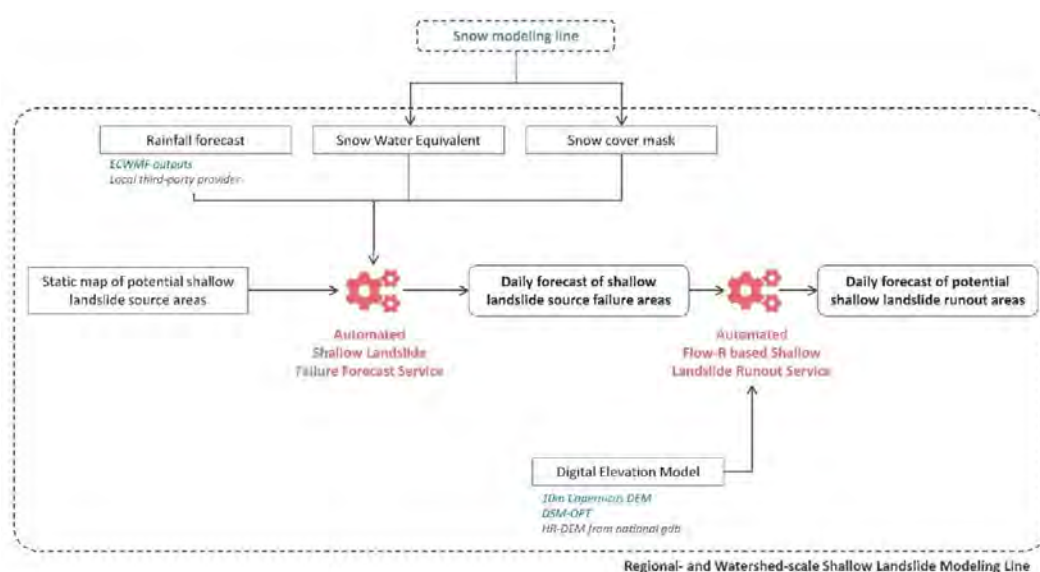 Snow modeling line
Rainfall forecast
Snow Water Equivalent
Snow cover mask
ECWMF outputs
Local third-party provider
Static map of potential shallow
landslide source areas
Daily forecast of shallow
landslide source failure areas
Daily forecast of potential
shallow landslide runout areas
Automated
Shallow Landslide
Failure Forecast Service
Automated
Flow-R based Shallow
Landslide Runout Service
Digital Elevation Model
10m Copernicus DEM
DSM-OPT
HR-DEM from national gdb
Regional- and Watershed-scale Shallow Landslide Modeling Line